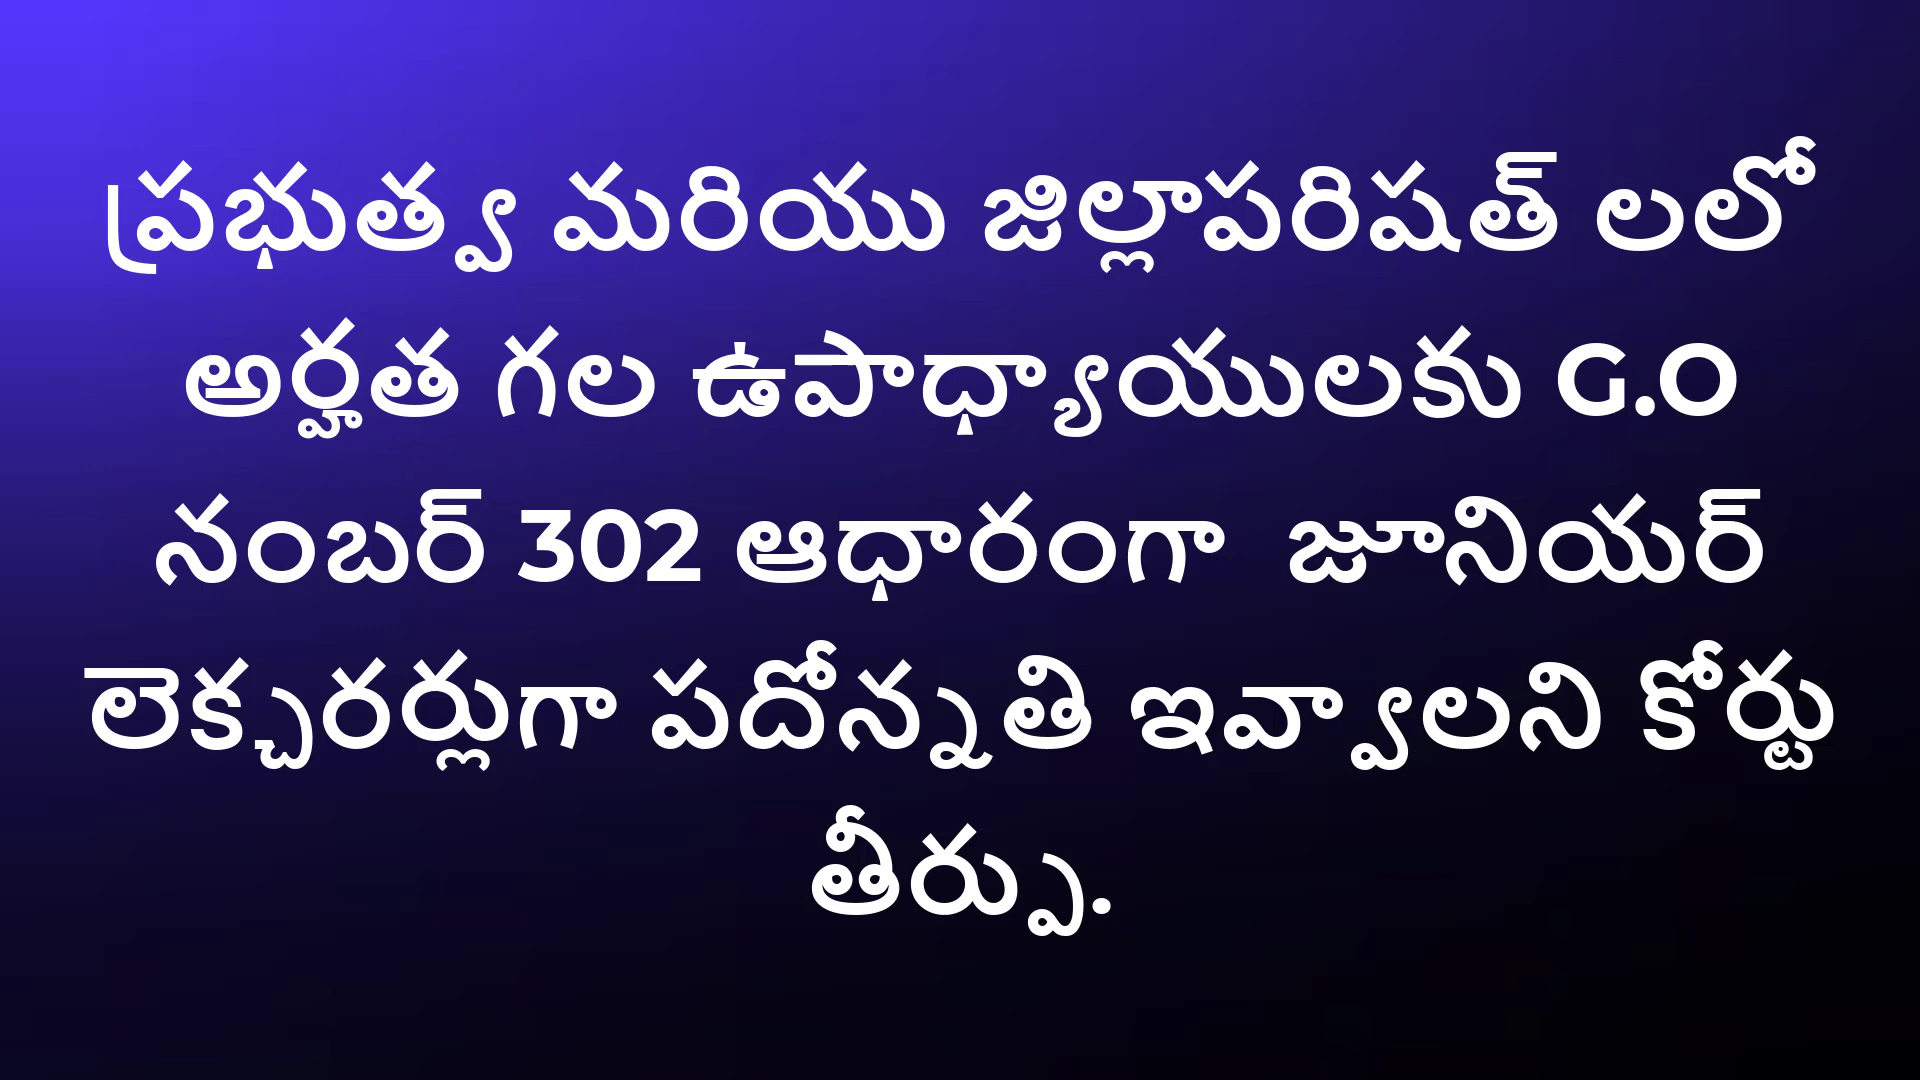 ప్రభుత్వ మరియు జిల్లాపరిషత్ లలో
అర్హత గల ఉపాధ్యాయులకు G.O
నంబర్ 302 ఆధారంగా  జూనియర్
లెక్చరర్లుగా పదోన్నతి ఇవ్వాలని కోర్టు
తీర్పు.